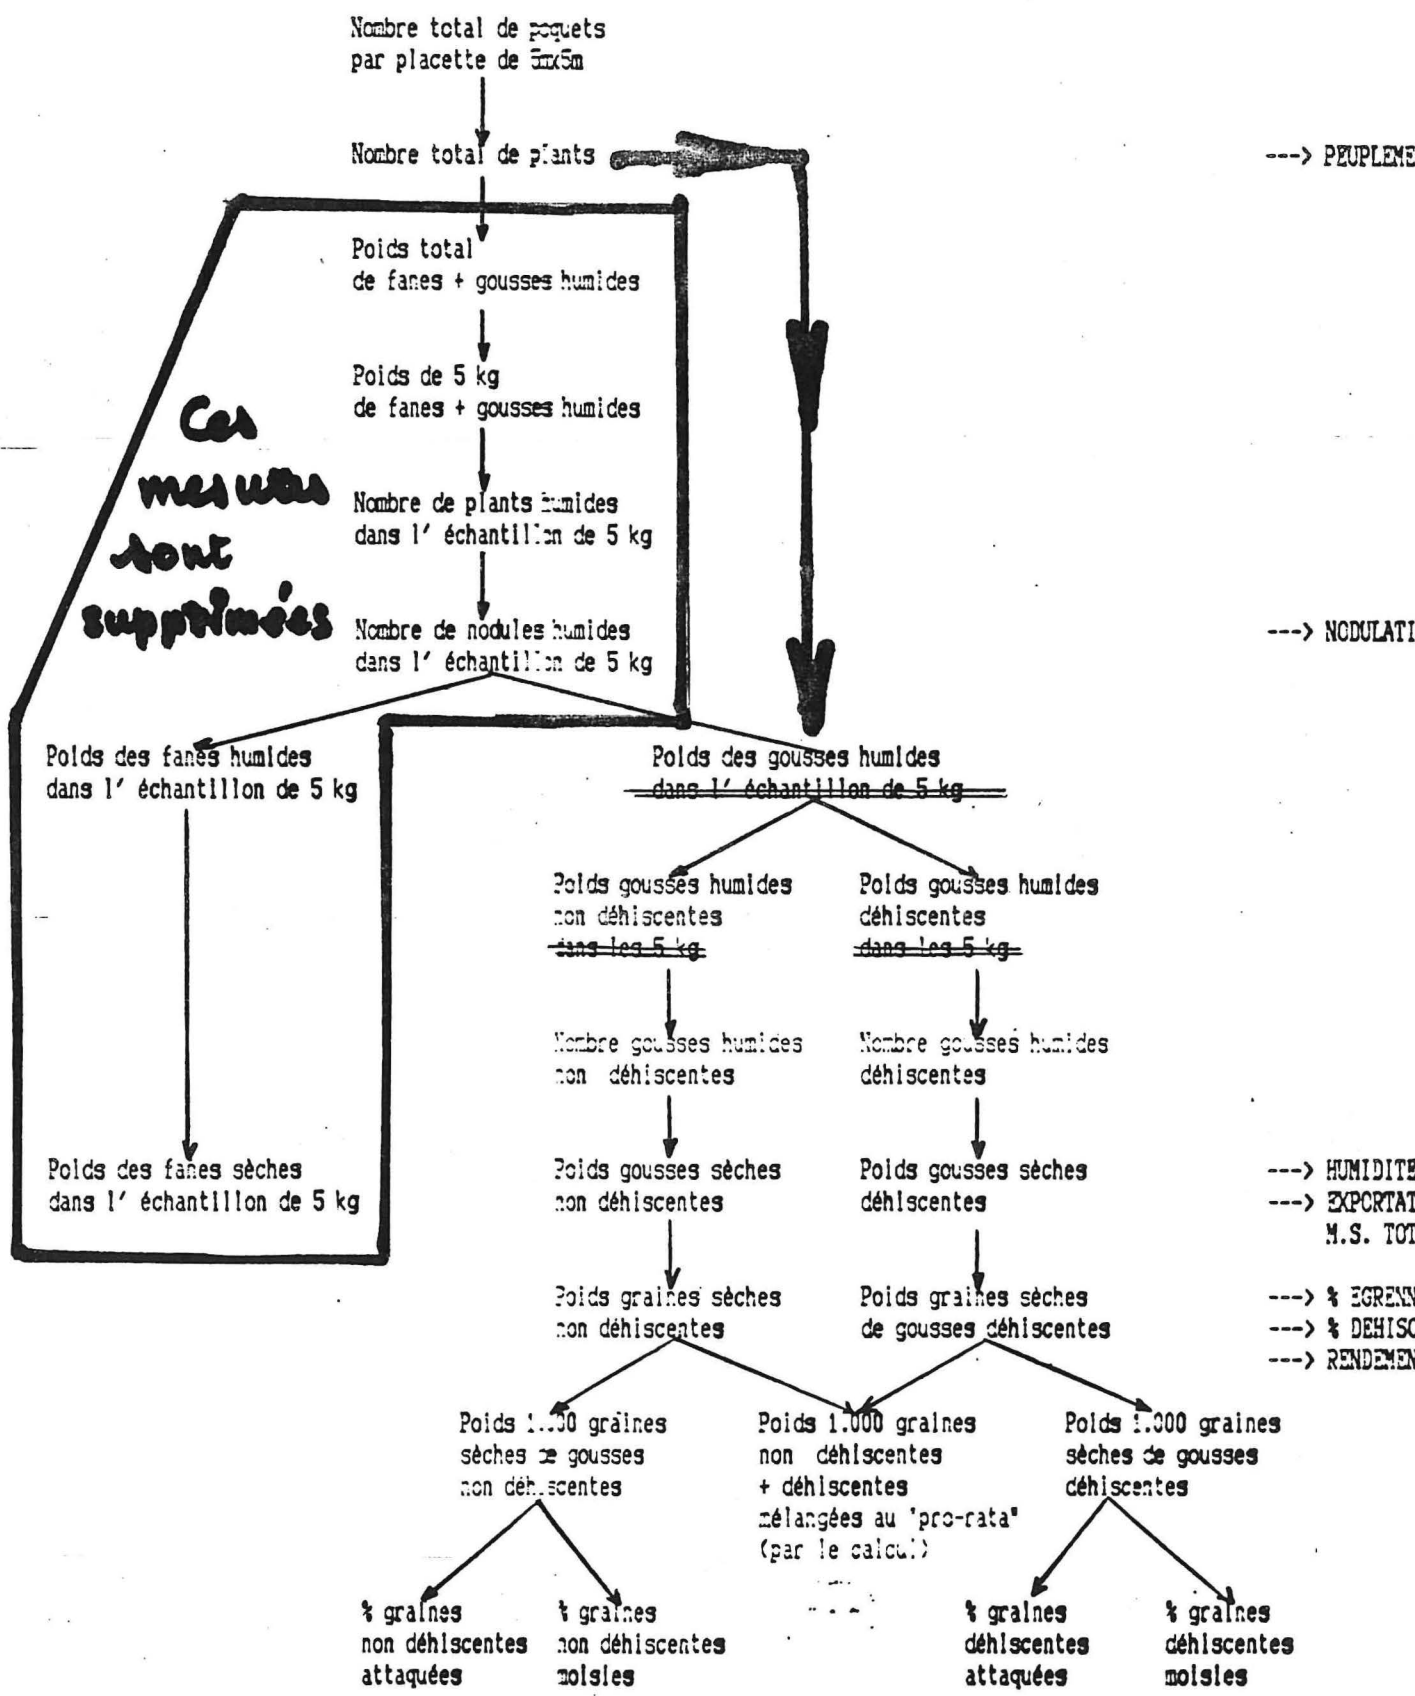 Nombre total de poquets
par placette de 5mx5m
Nombre total de plants
---> PEUPLEME
Poids total
de fanes + gousses humides
Poids de 5 kg
de fanes + gousses humides
Ces
mesures
sont
supprimées
Nombre de plants humides
dans l' échantillon de 5 kg
Nombre de nodules humides
dans l' échantillon de 5 kg
---> NODULATI
Poids des fanes humides
dans l' échantillon de 5 kg
Poids des gousses humides
dans l' échantillon de 5 kg
Poids gousses humides
non déhiscentes
dans les 5 kg
Poids gousses humides
déhiscentes
dans les 5 kg
Nombre gousses humides
non déhiscentes
Nombre gousses humides
déhiscentes
Poids des fanes sèches
dans l' échantillon de 5 kg
Poids gousses sèches
non déhiscentes
Poids gousses sèches
déhiscentes
---> HUMIDITE
---> EXPORTAT
M.S. TOT
Poids graines sèches
non déhiscentes
Poids graines sèches
de gousses déhiscentes
---> % EGRENN
---> % DEHISC
---> RENDEMEN
Poids 1.000 graines
sèches de gousses
non déhiscentes
Poids 1.000 graines
non déhiscentes
+ déhiscentes
mélangées au "pro-rata"
(par le calcul)
Poids 1.000 graines
sèches de gousses
déhiscentes
% graines
non déhiscentes
attaquées
% graines
non déhiscentes
moisies
% graines
déhiscentes
attaquées
% graines
déhiscentes
moisies